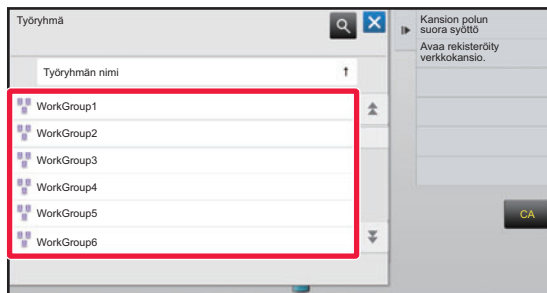 Työryhmä
Työryhmän nimi
WorkGroup1
WorkGroup2
WorkGroup3
WorkGroup4
WorkGroup5
WorkGroup6
Kansion polun
suora syöttö
Avaa rekisteröity
verkkokansio.
CA